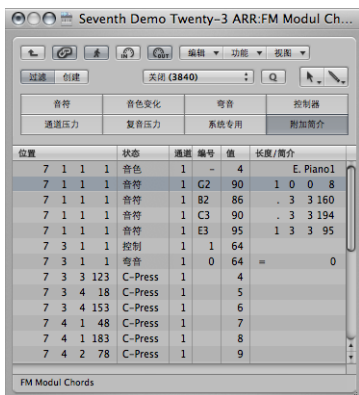 Seventh Demo Twenty-3 ARR:FM Modul Ch...
IN OUT 编辑 功能 视图
过滤 创建 关闭 (3840) Q
音符 音色变化 弯音 控制器
通道压力 复音压力 系统专用 附加简介
位置 状态 通道 编号 值 长度/简介
7 1 1 1 音色 1 – 4 E. Piano1
7 1 1 1 音符 1 G2 90 1 0 0 8
7 1 1 1 音符 1 B2 86 . 3 3 160
7 1 1 1 音符 1 C3 90 . 3 3 194
7 1 1 1 音符 1 E3 95 1 3 3 95
7 3 1 1 控制 1 1 64
7 3 1 1 弯音 1 0 64 = 0
7 3 3 123 C-Press 1 4
7 3 4 18 C-Press 1 5
7 3 4 153 C-Press 1 6
7 4 1 48 C-Press 1 7
7 4 1 183 C-Press 1 8
7 4 2 78 C-Press 1 9
FM Modul Chords